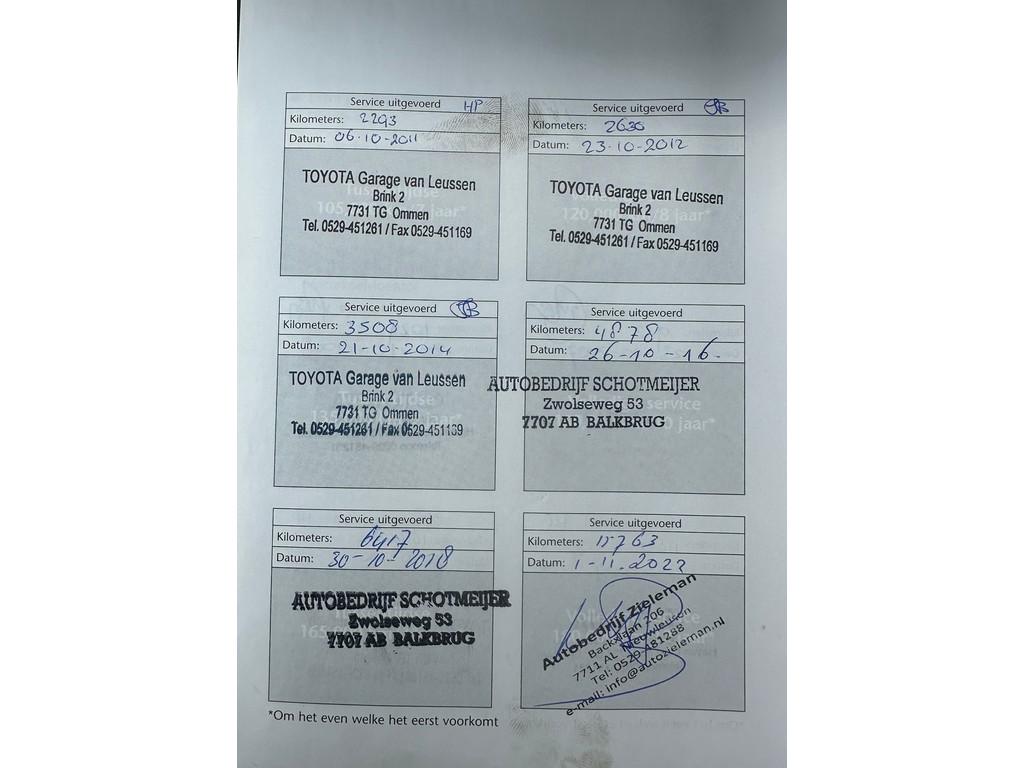 Service uitgevoerd HP
Kilometers: 2293
Datum: 06-10-2011
TOYOTA Garage van Leussen
Brink 2
7731 TG Ommen
Tel. 0529-451261 / Fax 0529-451169
Service uitgevoerd
Kilometers: 2630
Datum: 23-10-2012
TOYOTA Garage van Leussen
Brink 2
7731 TG Ommen
Tel. 0529-451261 / Fax 0529-451169
Service uitgevoerd
Kilometers: 3508
Datum: 21-10-2014
TOYOTA Garage van Leussen
Brink 2
7731 TG Ommen
Tel. 0529-451261 / Fax 0529-451169
Service uitgevoerd
Kilometers: 4878
Datum: 26-10-16-
AUTOBEDRIJF SCHOTMEIJER
Zwolseweg 53
7707 AB BALKBRUG
Service uitgevoerd
Kilometers: 6417
Datum: 30-10-2018
AUTOBEDRIJF SCHOTMEIJER
Zwolseweg 53
7707 AB BALKBRUG
Service uitgevoerd
Kilometers:
Datum: 1-11-2022
Autobedrijf Zieleman
Backxlaan 206
7711 AL Nieuwleusen
Tel: 0529-481288
e-mail: info@autozieleman.nl
*Om het even welke het eerst voorkomt